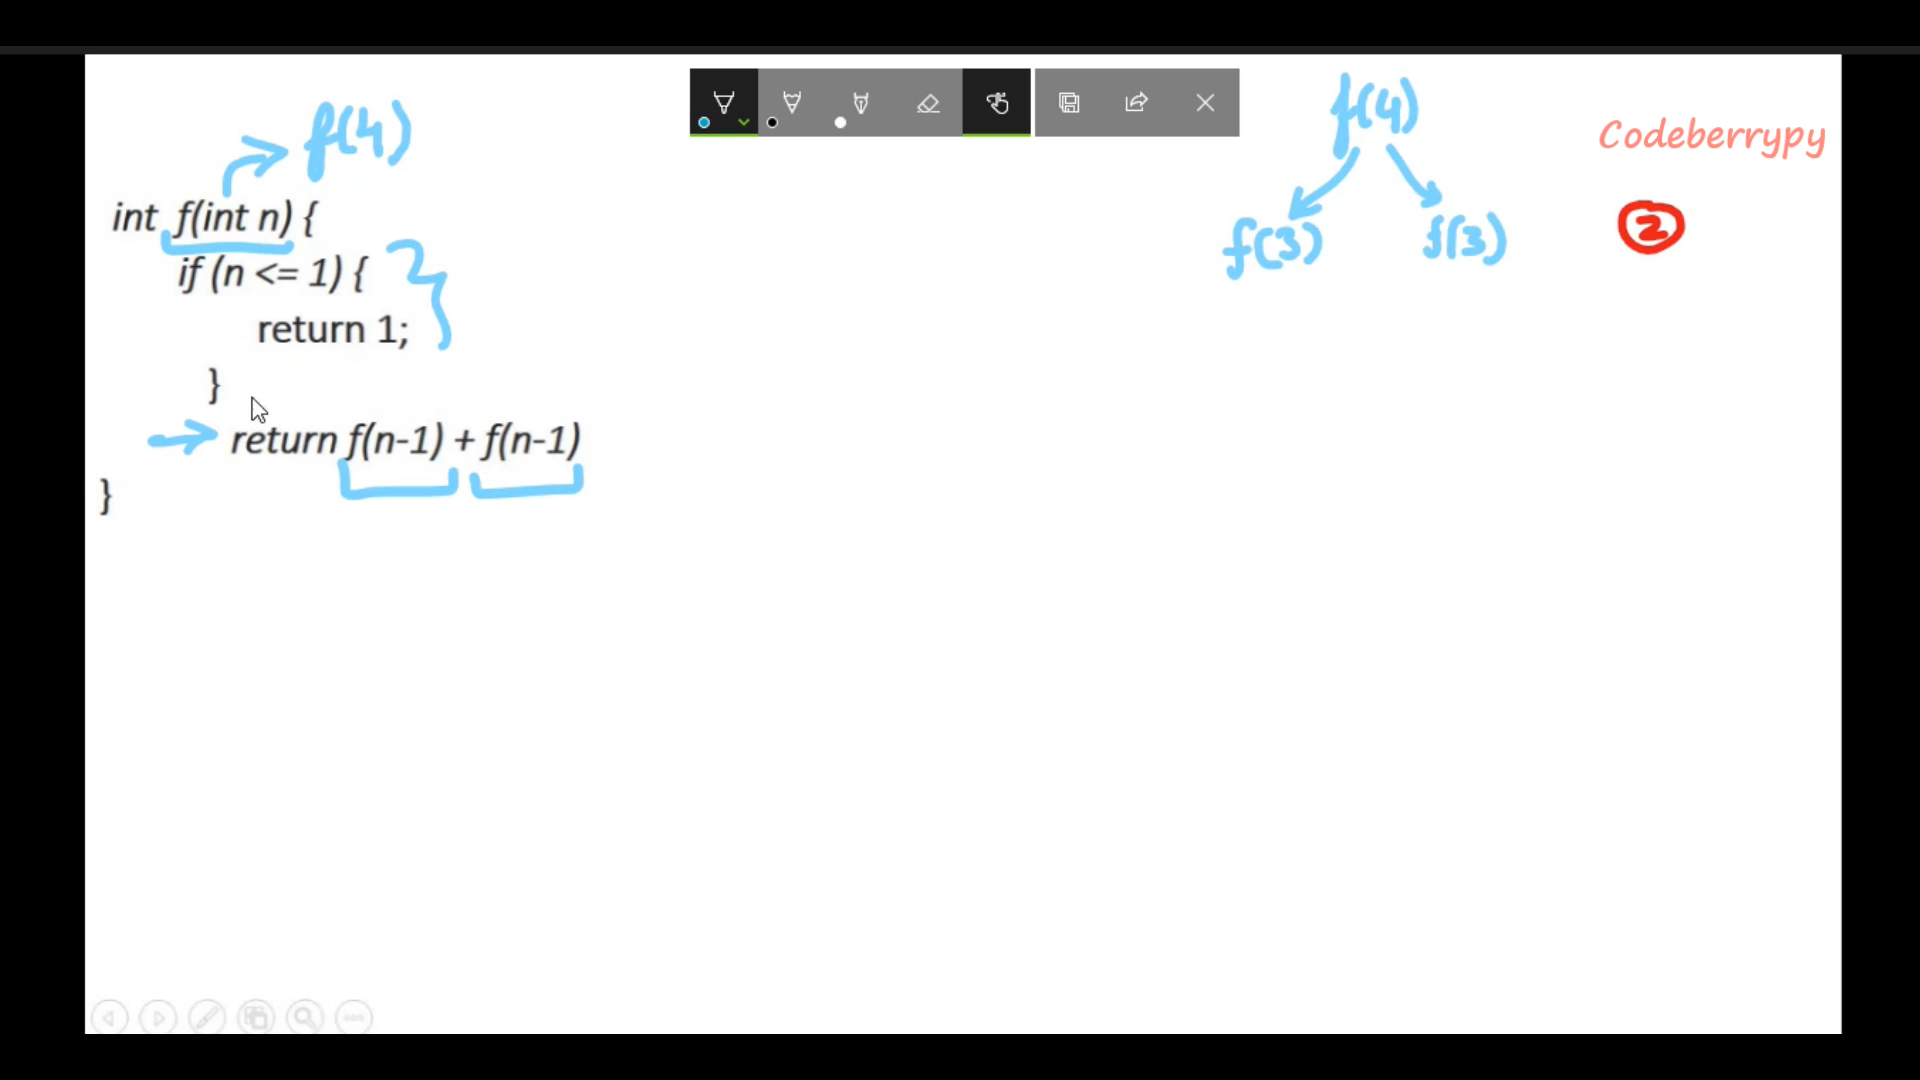 f(4)
int f(int n) {
if (n <= 1) {
return 1;
}
return f(n-1) + f(n-1)
}
f(4)
f(3) f(3)
Codeberrypy
2